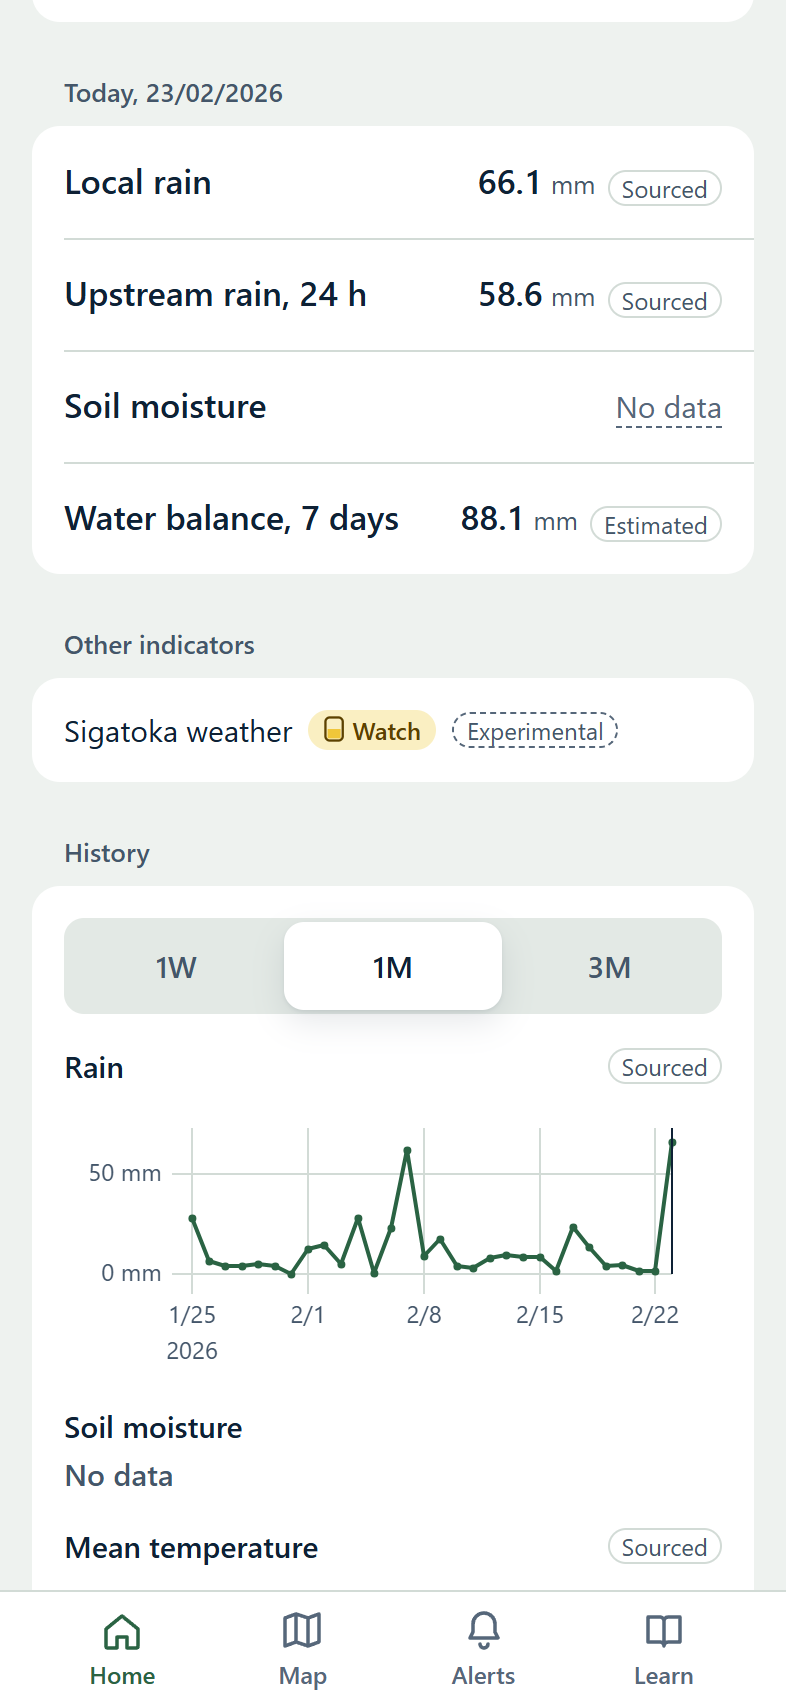 Today, 23/02/2026
Local rain 66.1 mm Sourced
Upstream rain, 24 h 58.6 mm Sourced
Soil moisture No data
Water balance, 7 days 88.1 mm Estimated
Other indicators
Sigatoka weather Watch Experimental
History
1W 1M 3M
Rain Sourced
50 mm
0 mm
1/25 2/1 2/8 2/15 2/22
2026
Soil moisture
No data
Mean temperature Sourced
Home Map Alerts Learn